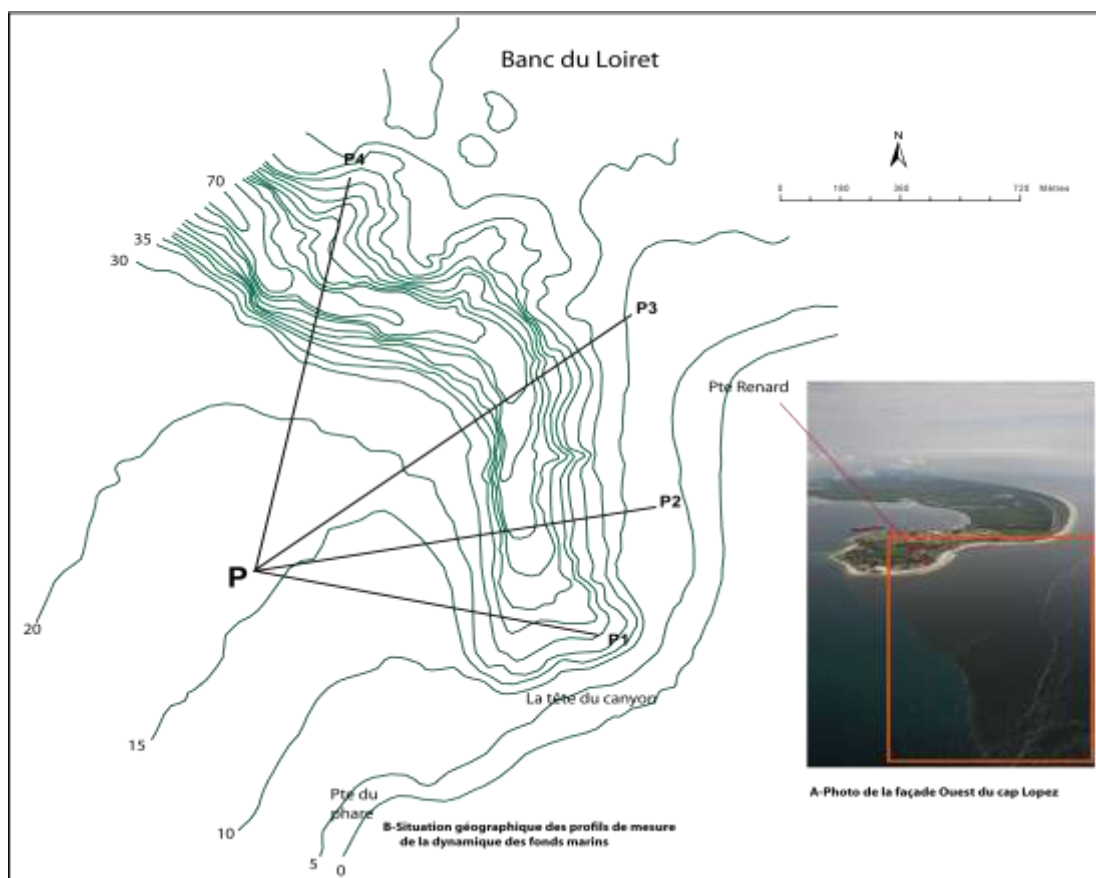 Banc du Loiret
N
0 180 360 720 Mètres
P4
70
35
30
P3
Pte Renard
P2
P
P1
20
La tête du canyon
15
A-Photo de la façade Ouest du cap Lopez
Pte du
phare
B-Situation géographique des profils de mesure
de la dynamique des fonds marins
10
5
0